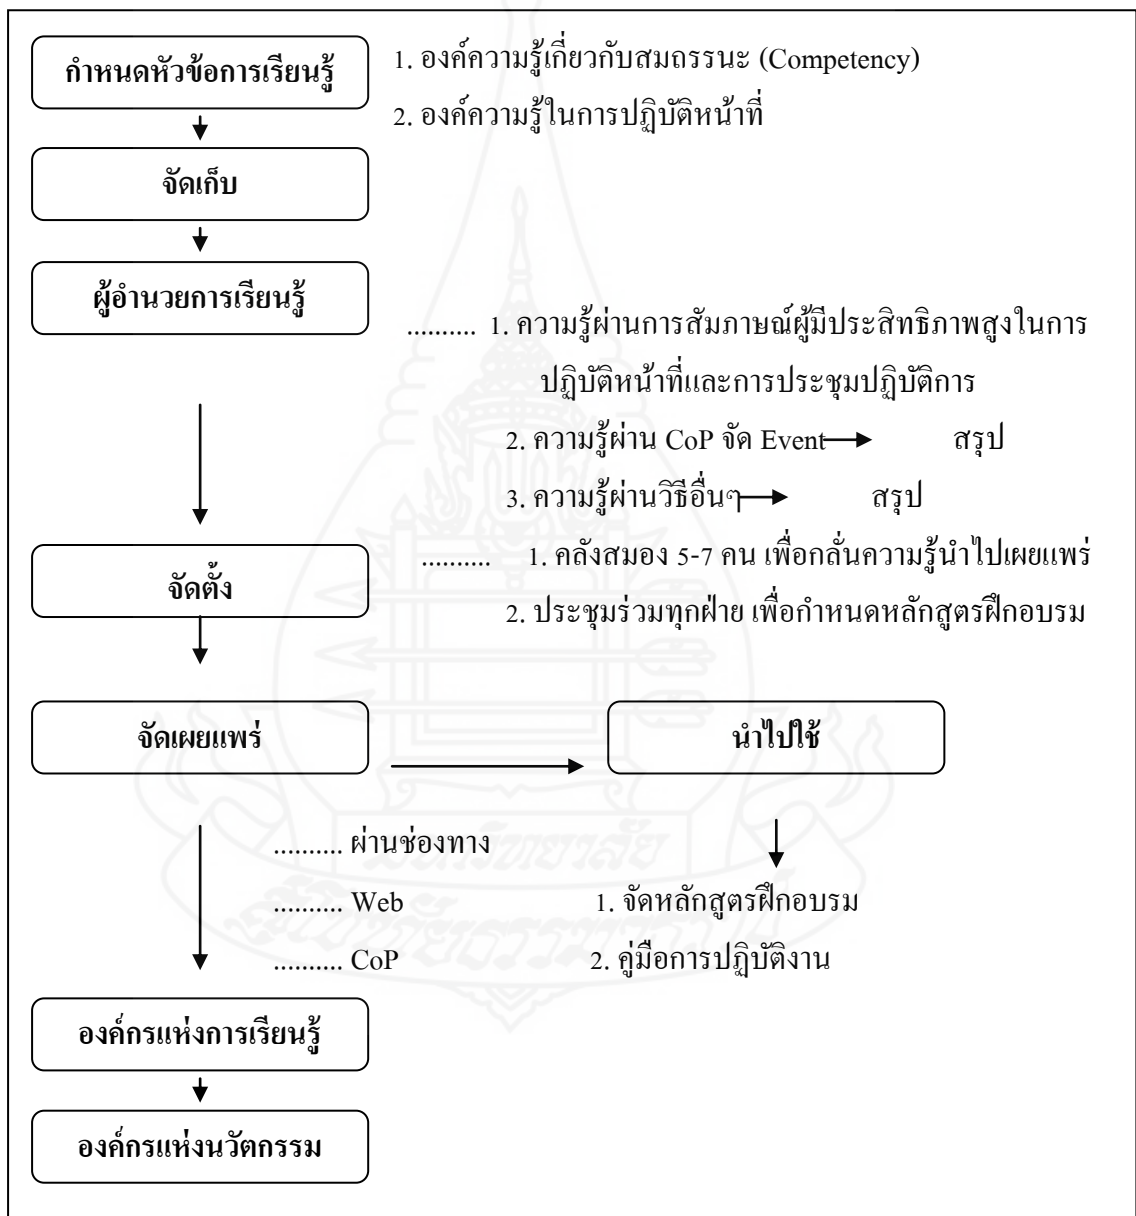 กำหนดหัวข้อการเรียนรู้
1. องค์ความรู้เกี่ยวกับสมถรรนะ (Competency)
2. องค์ความรู้ในการปฏิบัติหน้าที่
จัดเก็บ
ผู้อำนวยการเรียนรู้
.......... 1. ความรู้ผ่านการสัมภาษณ์ผู้มีประสิทธิภาพสูงในการ
ปฏิบัติหน้าที่และการประชุมปฏิบัติการ
2. ความรู้ผ่าน CoP จัด Event สรุป
3. ความรู้ผ่านวิธีอื่นๆ สรุป
จัดตั้ง
.......... 1. คลังสมอง 5-7 คน เพื่อกลั่นความรู้นำไปเผยแพร่
2. ประชุมร่วมทุกฝ่าย เพื่อกำหนดหลักสูตรฝึกอบรม
จัดเผยแพร่
นำไปใช้
.......... ผ่านช่องทาง
.......... Web
.......... CoP
1. จัดหลักสูตรฝึกอบรม
2. คู่มือการปฏิบัติงาน
องค์กรแห่งการเรียนรู้
องค์กรแห่งนวัตกรรม